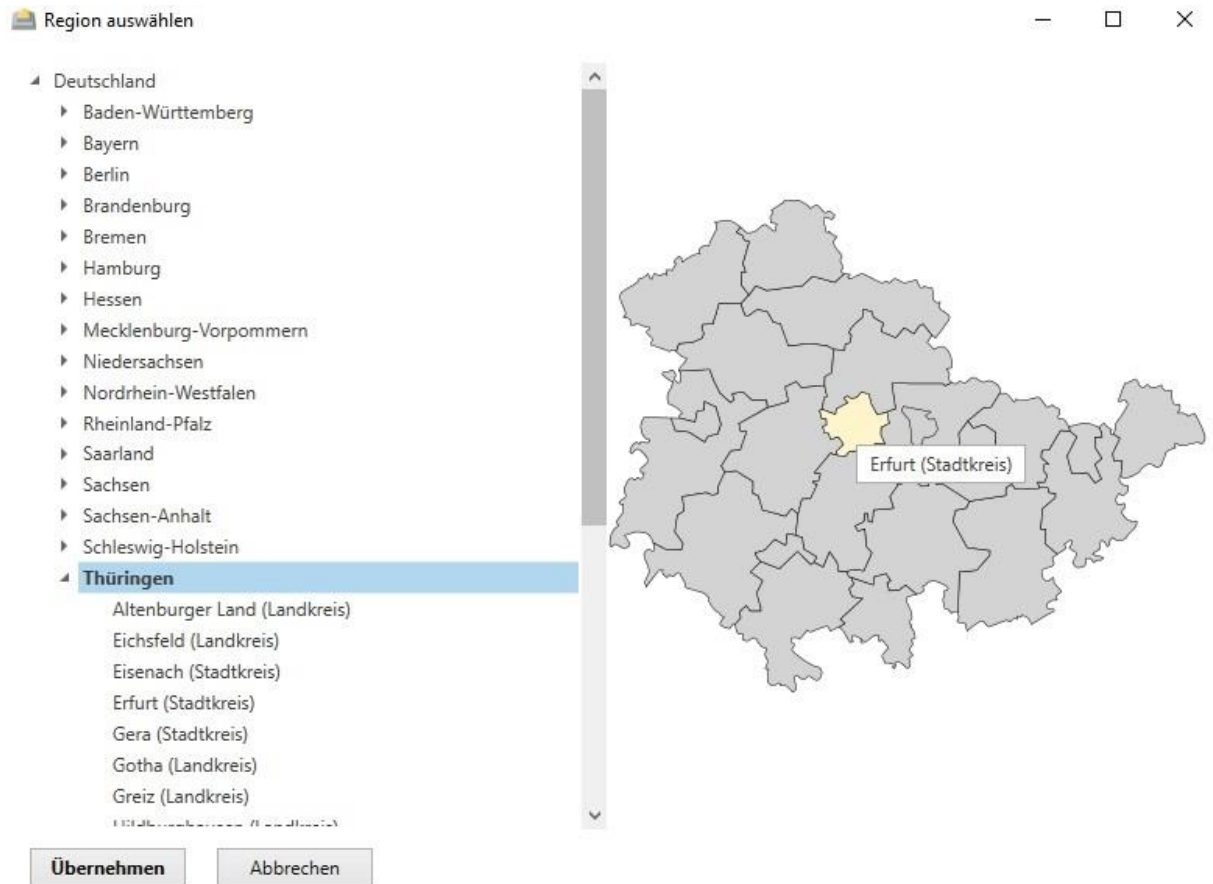 Region auswählen
Deutschland
Baden-Württemberg
Bayern
Berlin
Brandenburg
Bremen
Hamburg
Hessen
Mecklenburg-Vorpommern
Niedersachsen
Nordrhein-Westfalen
Rheinland-Pfalz
Saarland
Sachsen
Sachsen-Anhalt
Schleswig-Holstein
Thüringen
Altenburger Land (Landkreis)
Eichsfeld (Landkreis)
Eisenach (Stadtkreis)
Erfurt (Stadtkreis)
Gera (Stadtkreis)
Gotha (Landkreis)
Greiz (Landkreis)
Hildburghausen (Landkreis)
Erfurt (Stadtkreis)
Übernehmen
Abbrechen